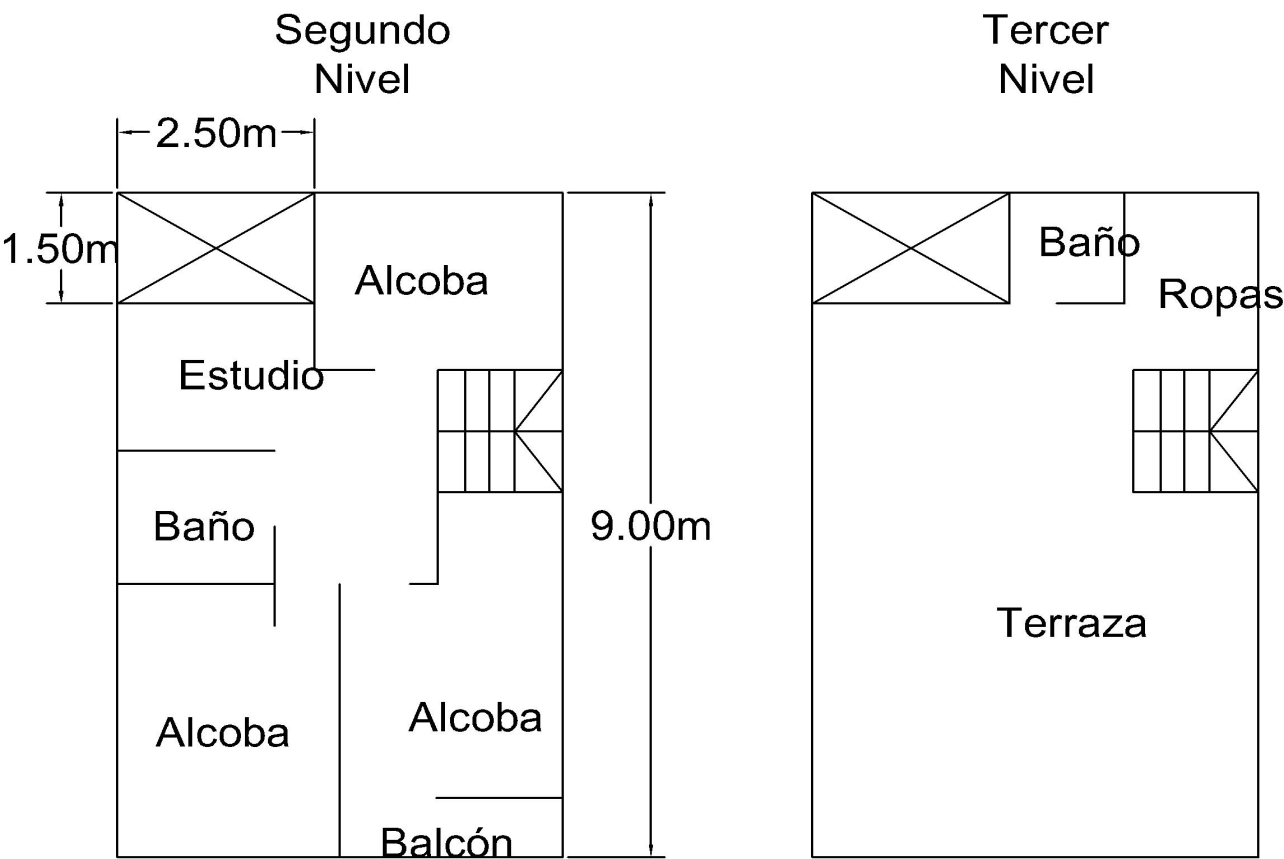 Segundo
Nivel
2.50m
1.50m
Alcoba
Estudio
Baño
9.00m
Alcoba
Alcoba
Balcón
Tercer
Nivel
Baño
Ropas
Terraza